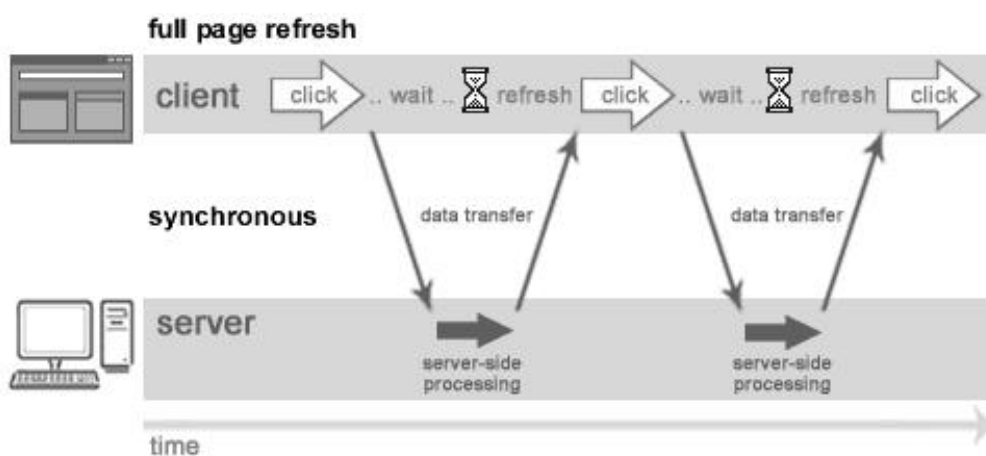 full page refresh
client click .. wait .. refresh click .. wait .. refresh click
synchronous data transfer data transfer
server
server-side server-side
processing processing
time